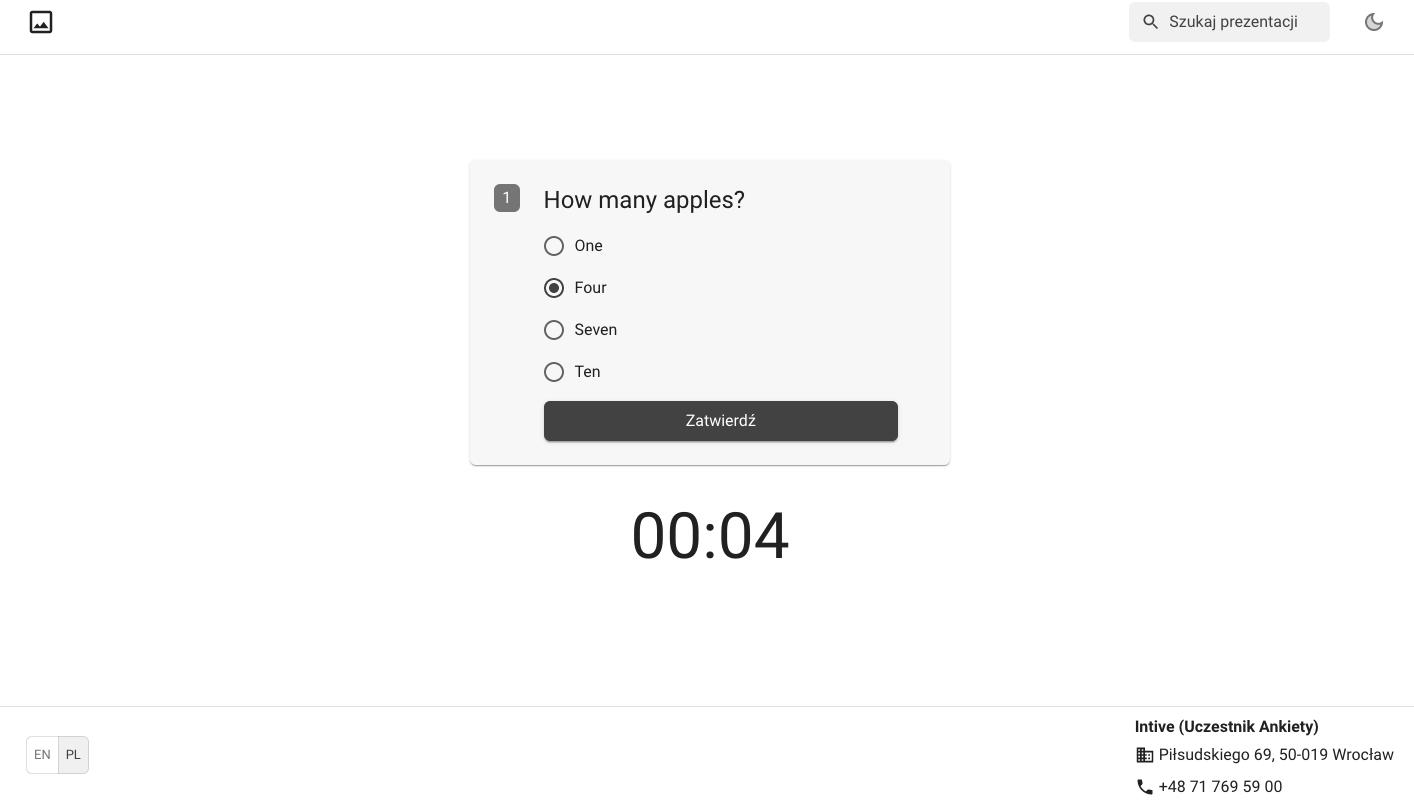 Szukaj prezentacji
1 How many apples?
One
Four
Seven
Ten
Zatwierdź
00:04
EN PL
Intive (Uczestnik Ankiety)
Piłsudskiego 69, 50-019 Wrocław
+48 71 769 59 00